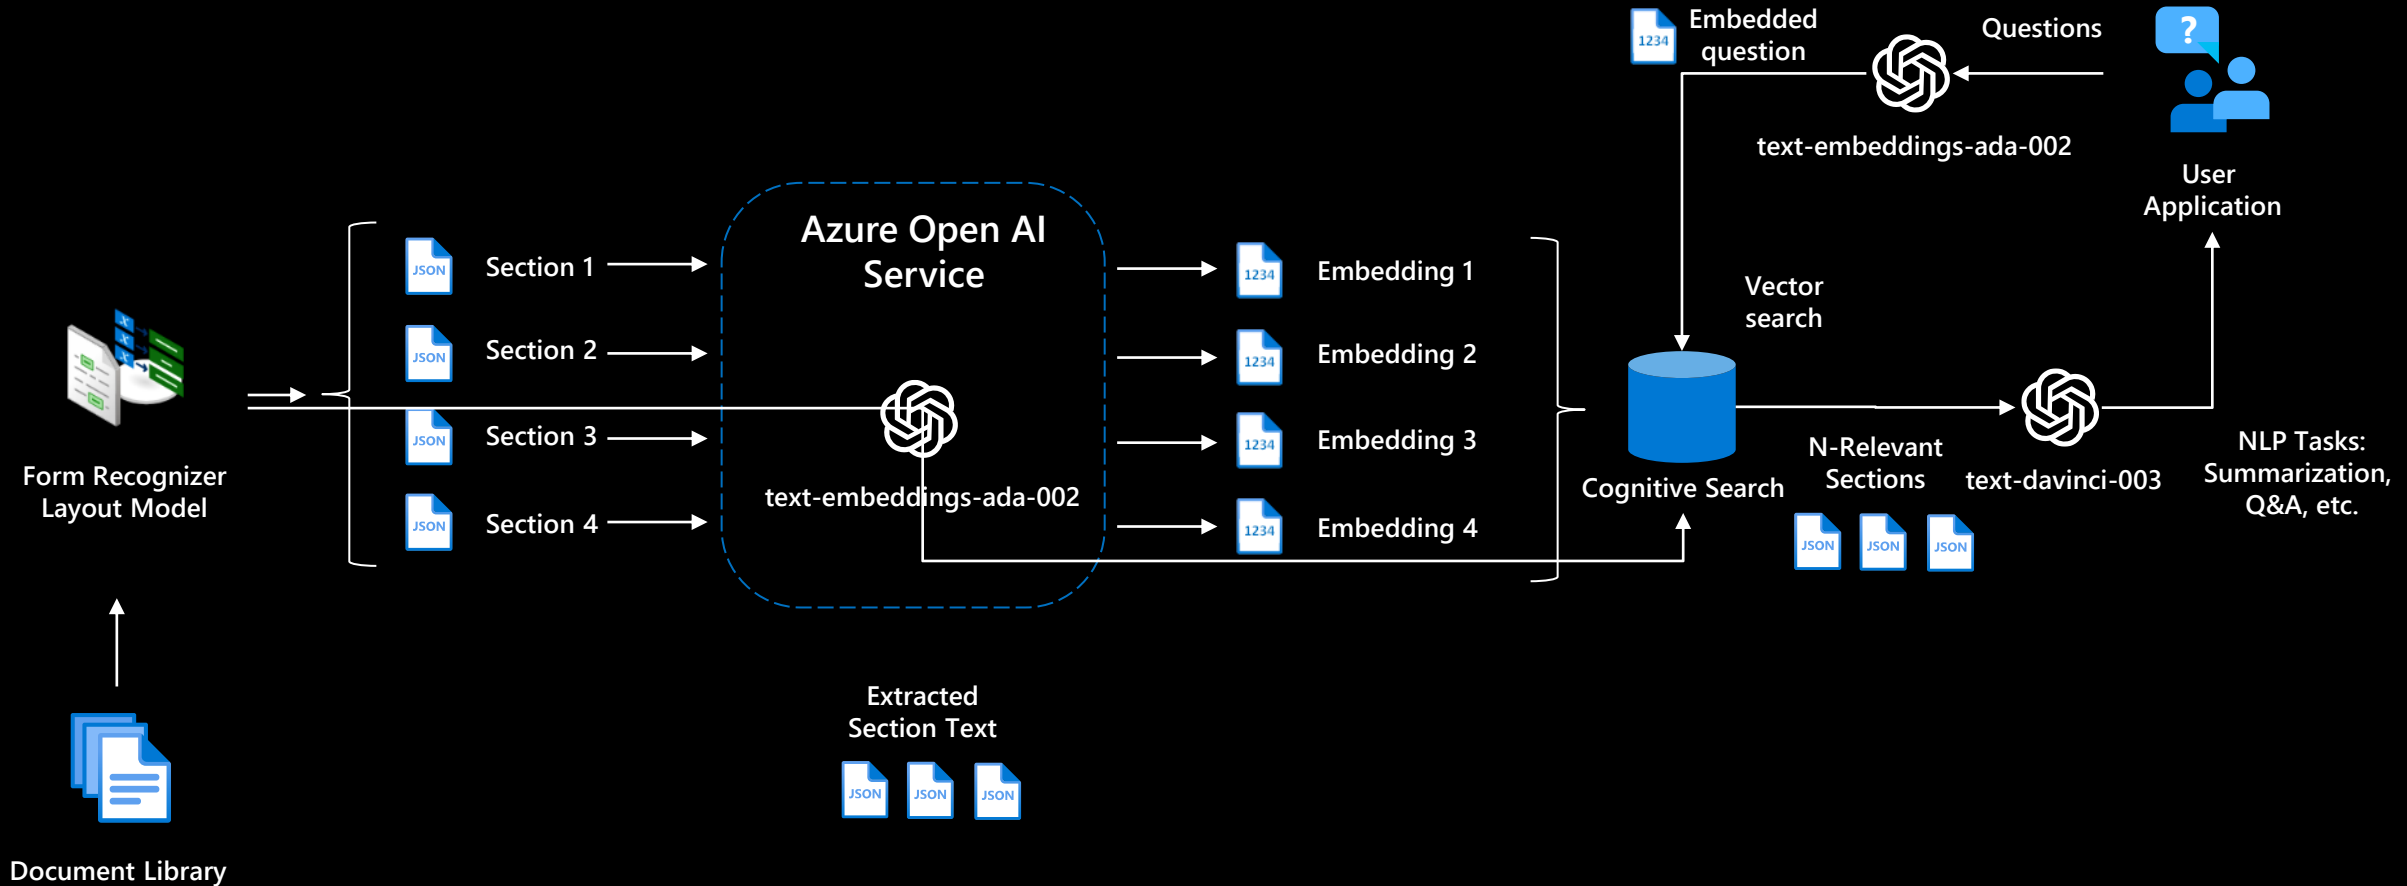 Embedded
question
1234
Questions
?
text-embeddings-ada-002
User
Application
Azure Open AI
Service
JSON
Section 1
1234
Embedding 1
Vector
search
JSON
Section 2
1234
Embedding 2
JSON
Section 3
1234
Embedding 3
JSON
Section 4
1234
Embedding 4
X
X
X
Form Recognizer
Layout Model
text-embeddings-ada-002
Cognitive Search
N-Relevant
Sections
JSON
JSON
JSON
text-davinci-003
NLP Tasks:
Summarization,
Q&A, etc.
Extracted
Section Text
JSON
JSON
JSON
Document Library